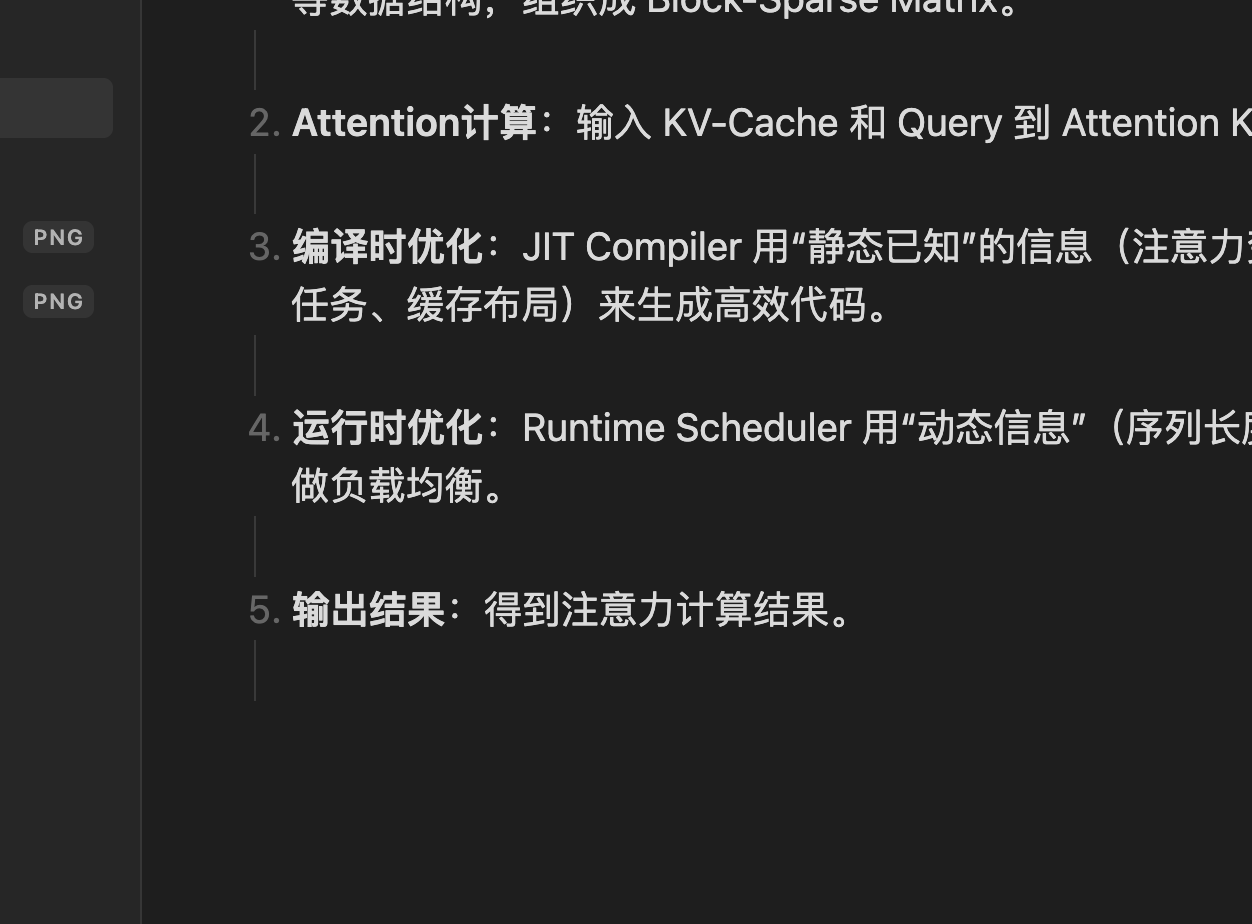 等数据结构，组织成 Block-Sparse Matrix。
2. Attention计算：输入 KV-Cache 和 Query 到 Attention K
PNG
3. 编译时优化：JIT Compiler 用“静态已知”的信息（注意力
PNG
任务、缓存布局）来生成高效代码。
4. 运行时优化：Runtime Scheduler 用“动态信息”（序列长
做负载均衡。
5. 输出结果：得到注意力计算结果。